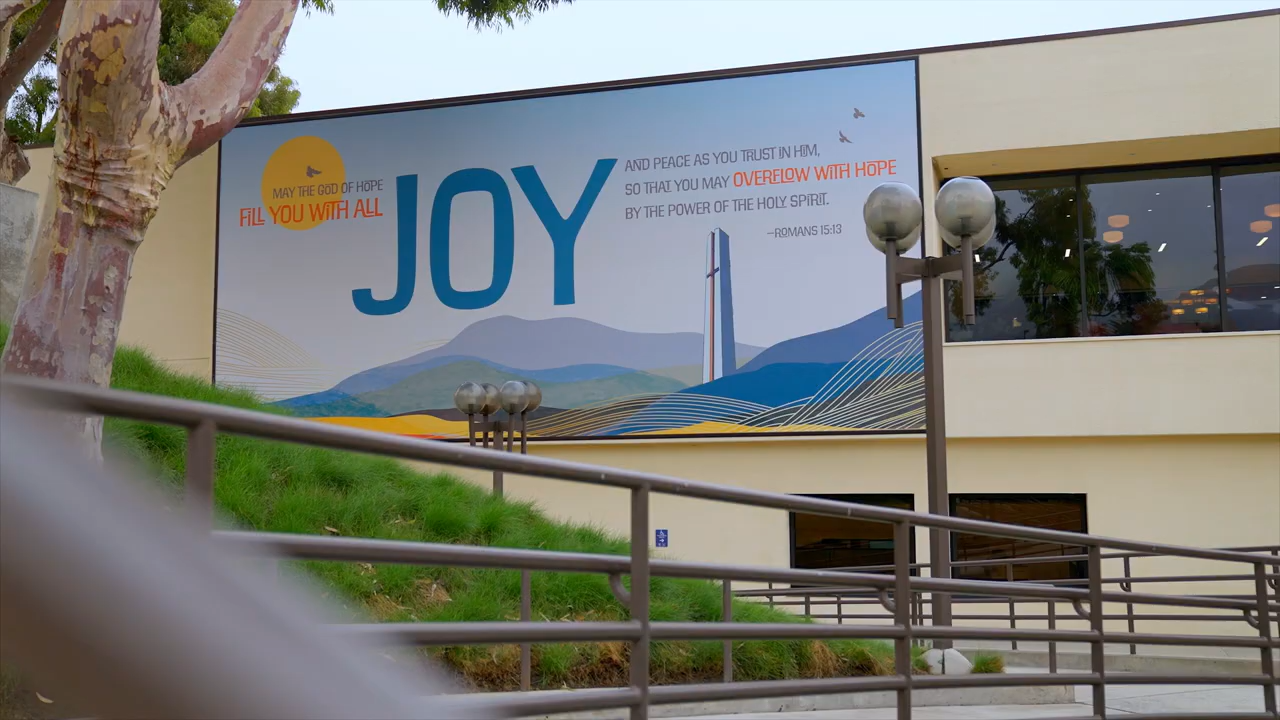 MAY THE GOD OF HOPE
FILL YOU WITH ALL
JOY
AND PEACE AS YOU TRUST IN HIM,
SO THAT YOU MAY OVERFLOW WITH HOPE
BY THE POWER OF THE HOLY SPIRIT.
—ROMANS 15:13